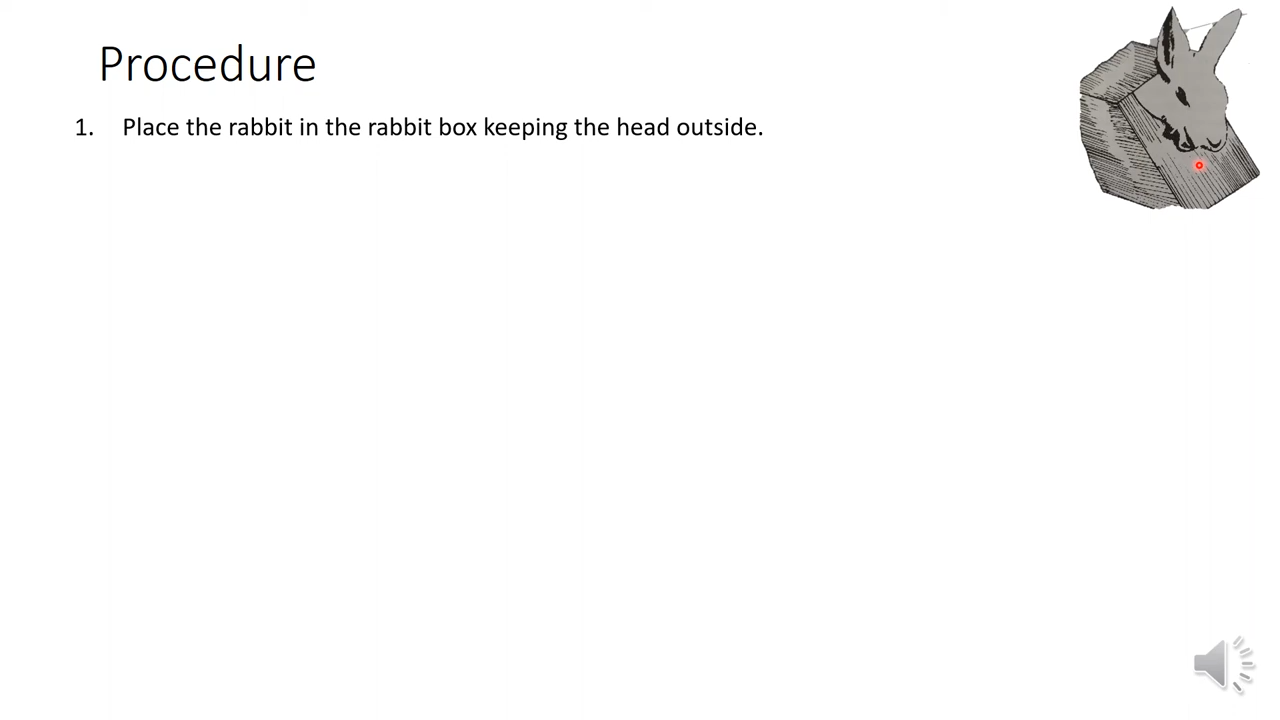 Procedure
1. Place the rabbit in the rabbit box keeping the head outside.